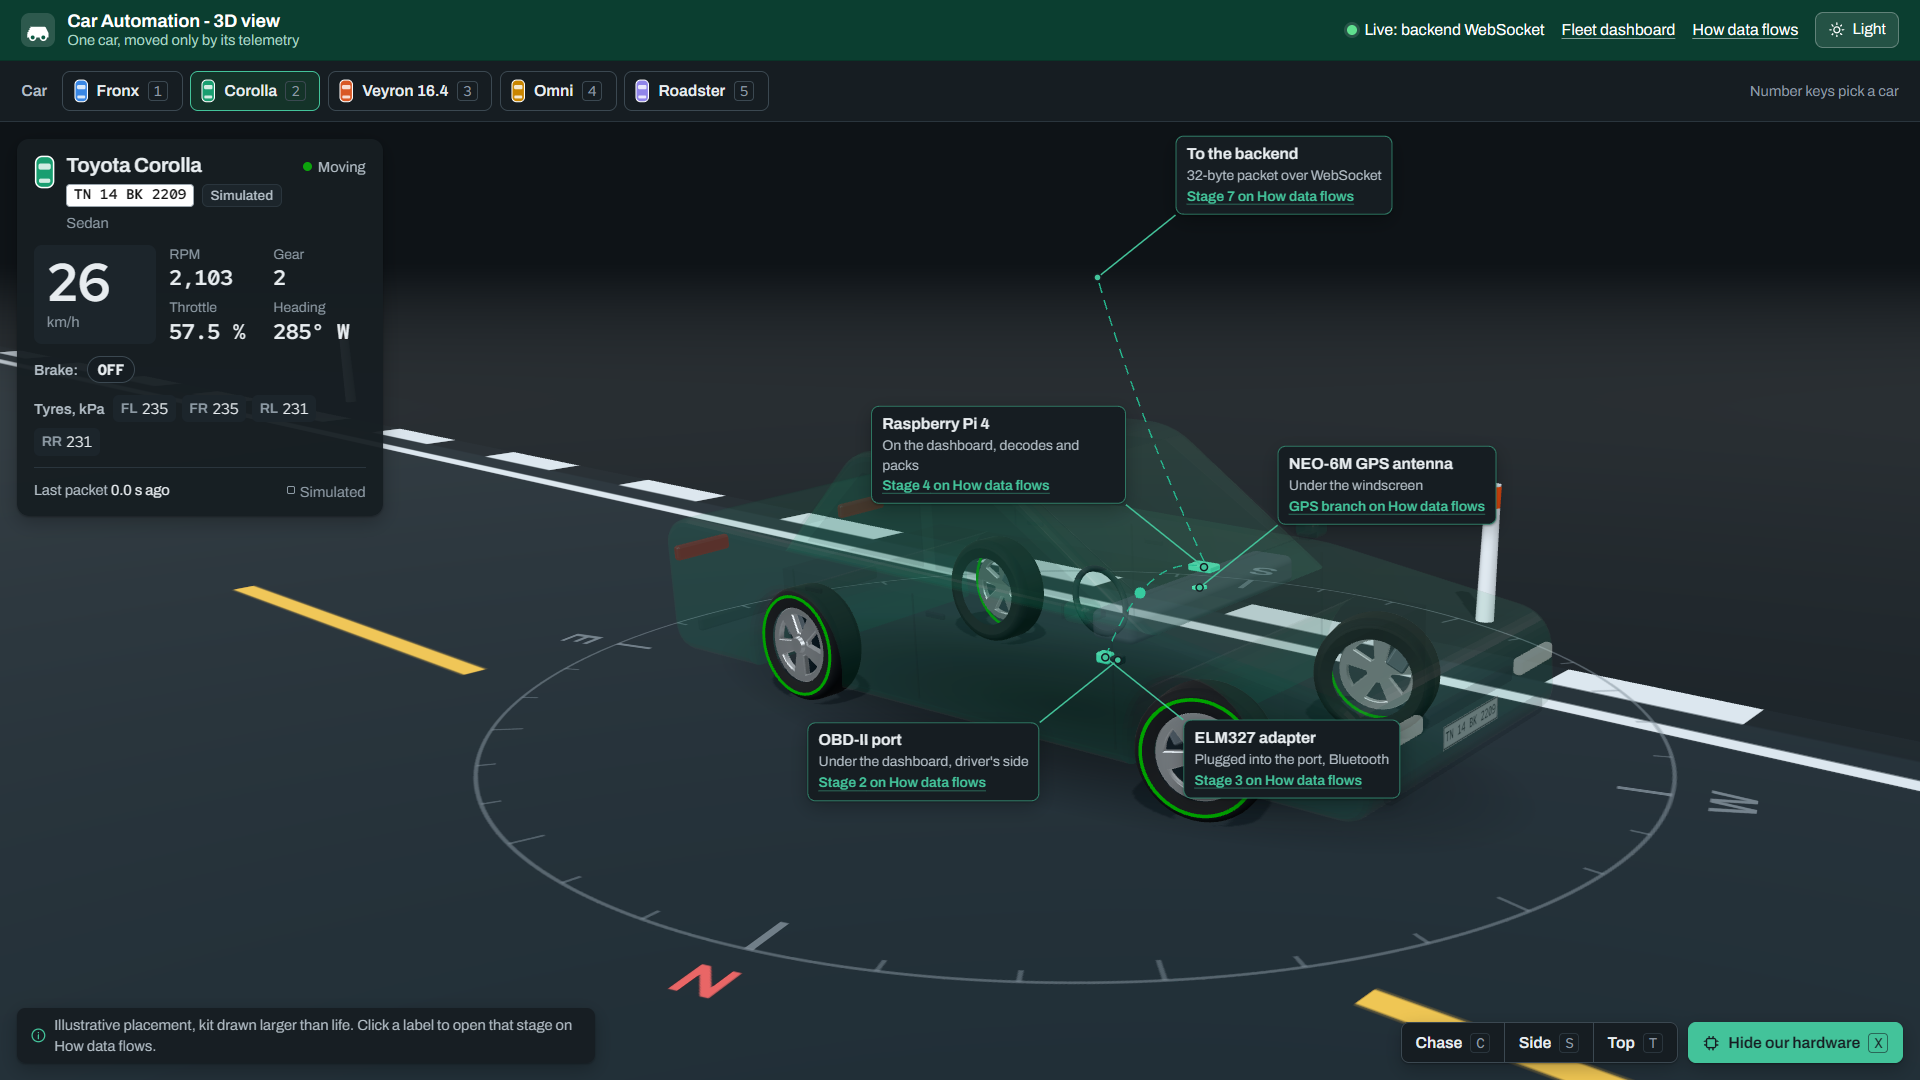 Car Automation - 3D view
One car, moved only by its telemetry
Live: backend WebSocket
Fleet dashboard
How data flows
Light
Car
Fronx 1
Corolla 2
Veyron 16.4 3
Omni 4
Roadster 5
Number keys pick a car
Toyota Corolla
Moving
TN 14 BK 2209
Simulated
Sedan
26
km/h
RPM
2,103
Gear
2
Throttle
57.5 %
Heading
285° W
Brake: OFF
Tyres, kPa FL 235 FR 235 RL 231
RR 231
Last packet 0.0 s ago
Simulated
To the backend
32-byte packet over WebSocket
Stage 7 on How data flows
Raspberry Pi 4
On the dashboard, decodes and
packs
Stage 4 on How data flows
NEO-6M GPS antenna
Under the windscreen
GPS branch on How data flows
OBD-II port
Under the dashboard, driver's side
Stage 2 on How data flows
ELM327 adapter
Plugged into the port, Bluetooth
Stage 3 on How data flows
S
E
TN 14 BK 2209
W
N
Illustrative placement, kit drawn larger than life. Click a label to open that stage on
How data flows.
Chase C
Side S
Top T
Hide our hardware X